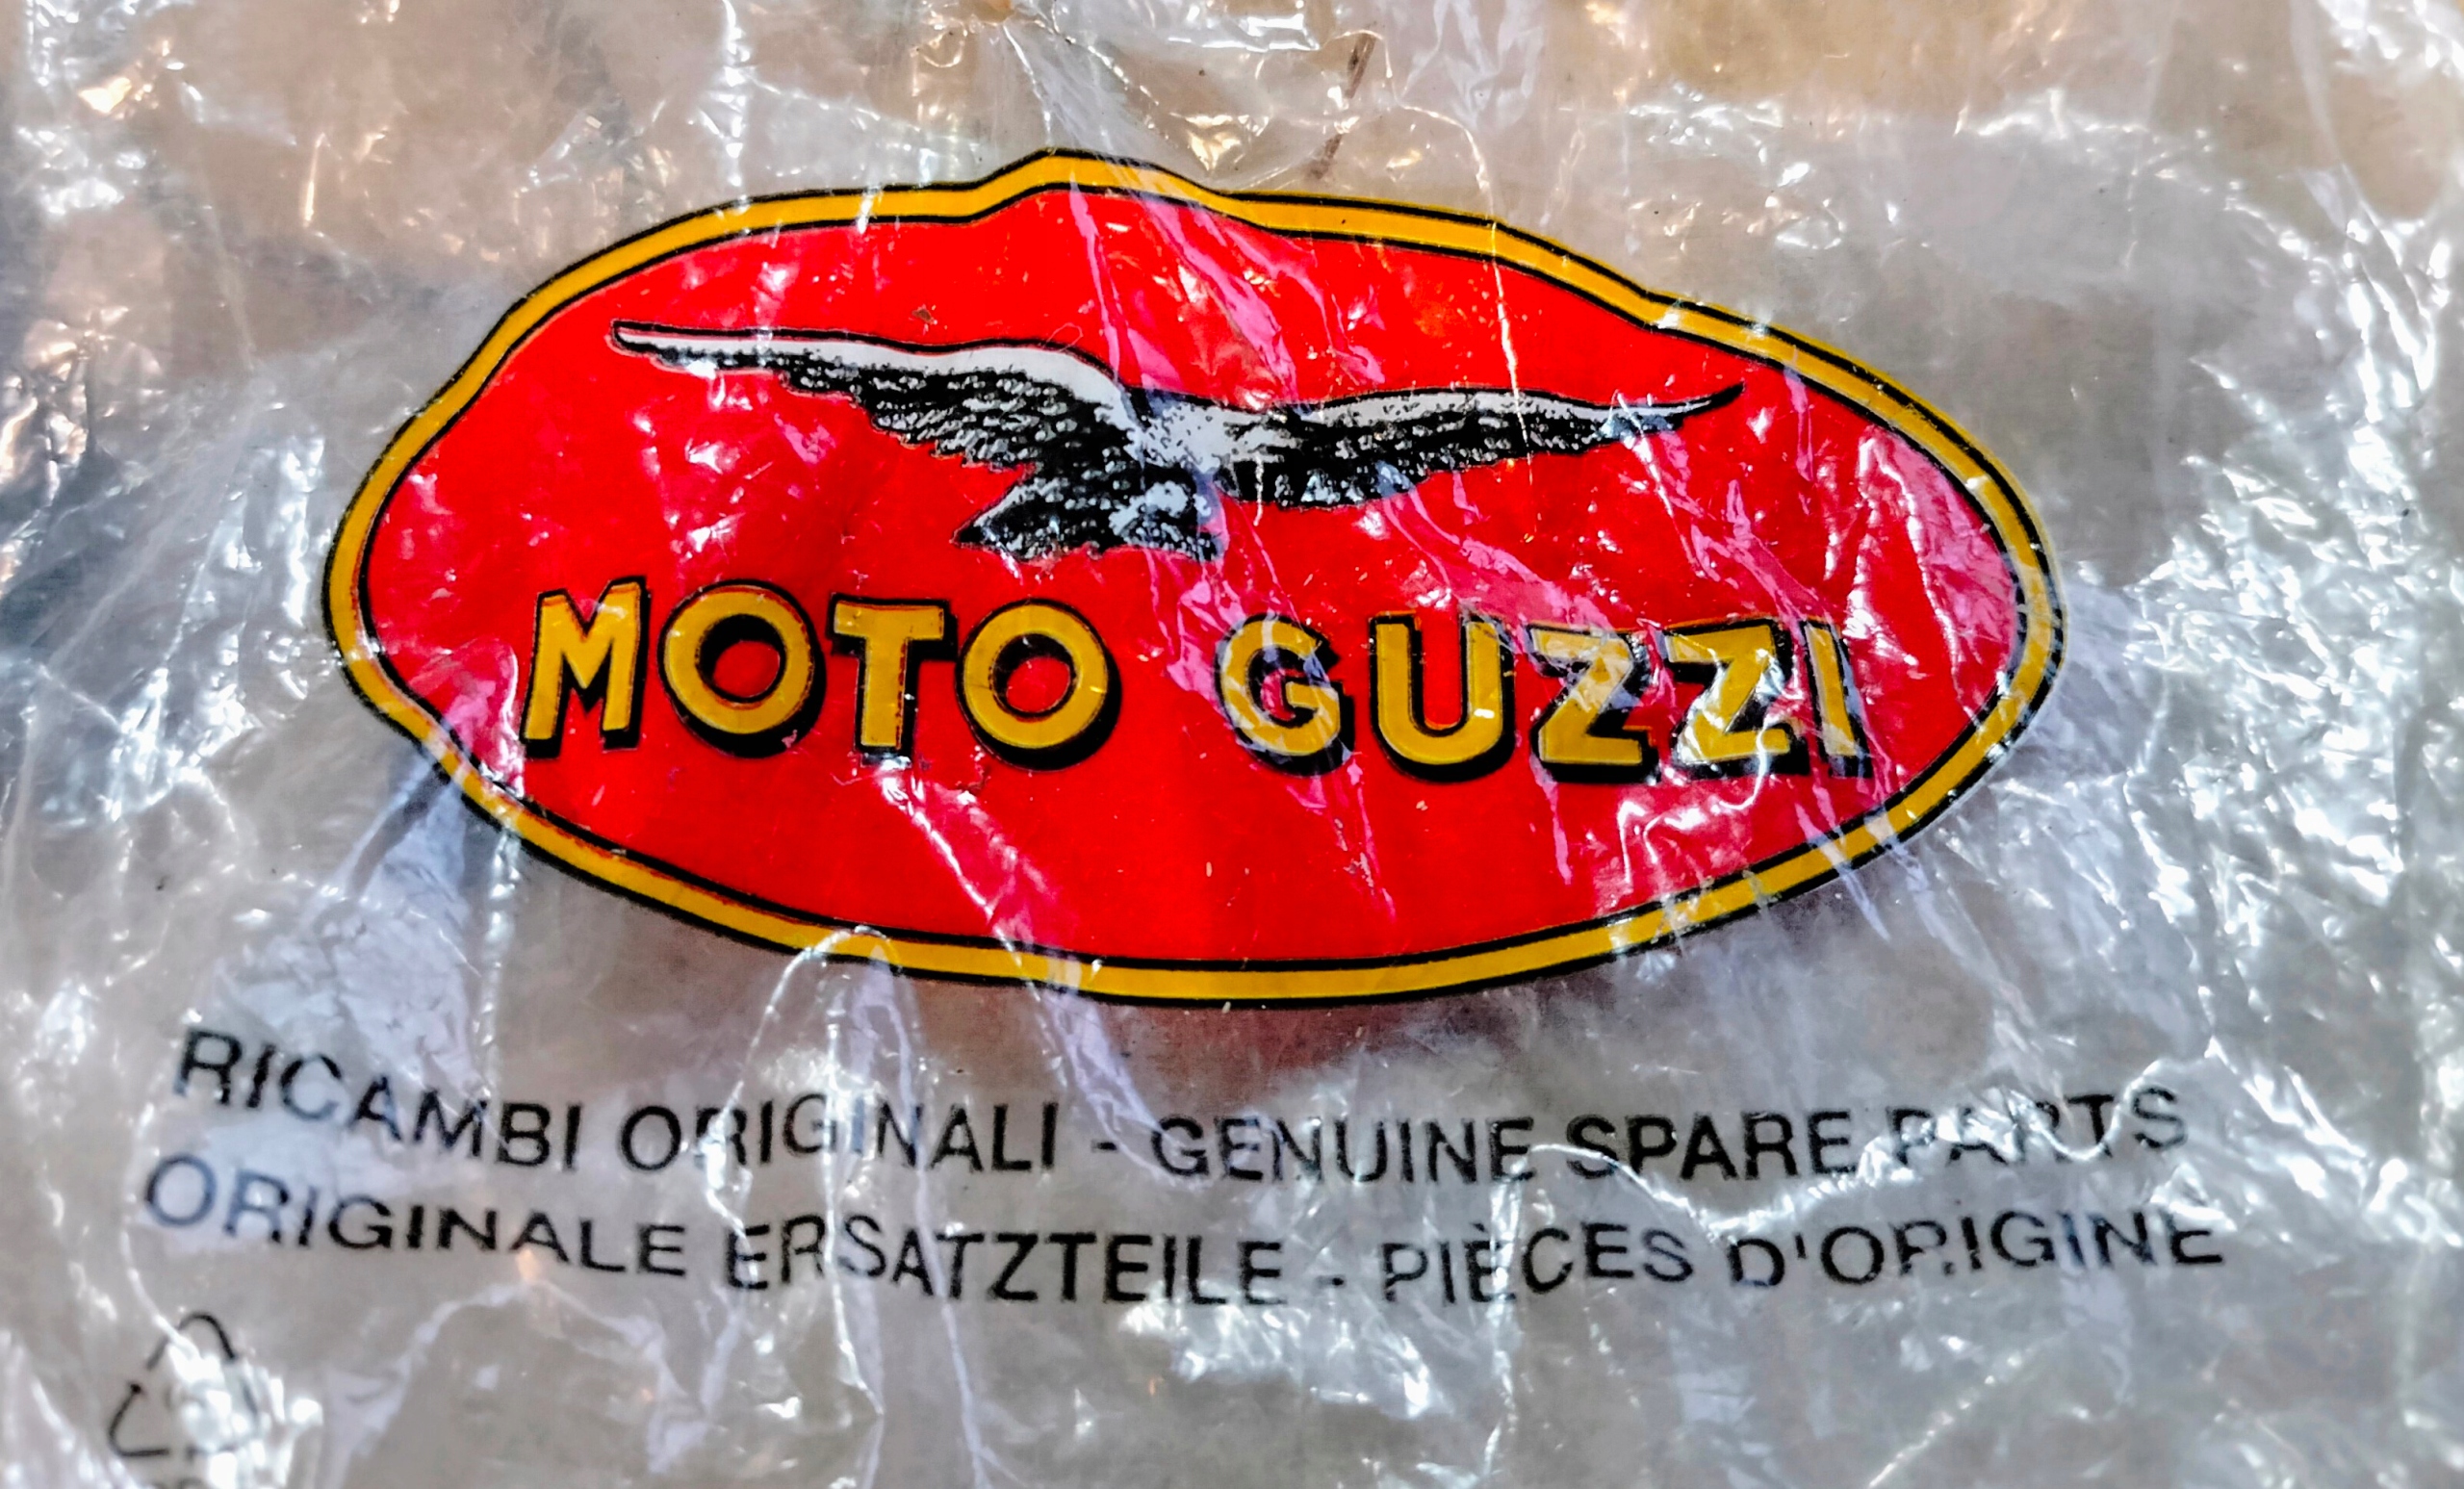 MOTO GUZZI
RICAMBI ORIGINALI - GENUINE SPARE PARTS
ORIGINALE ERSATZTEILE - PIÈCES D'ORIGINE